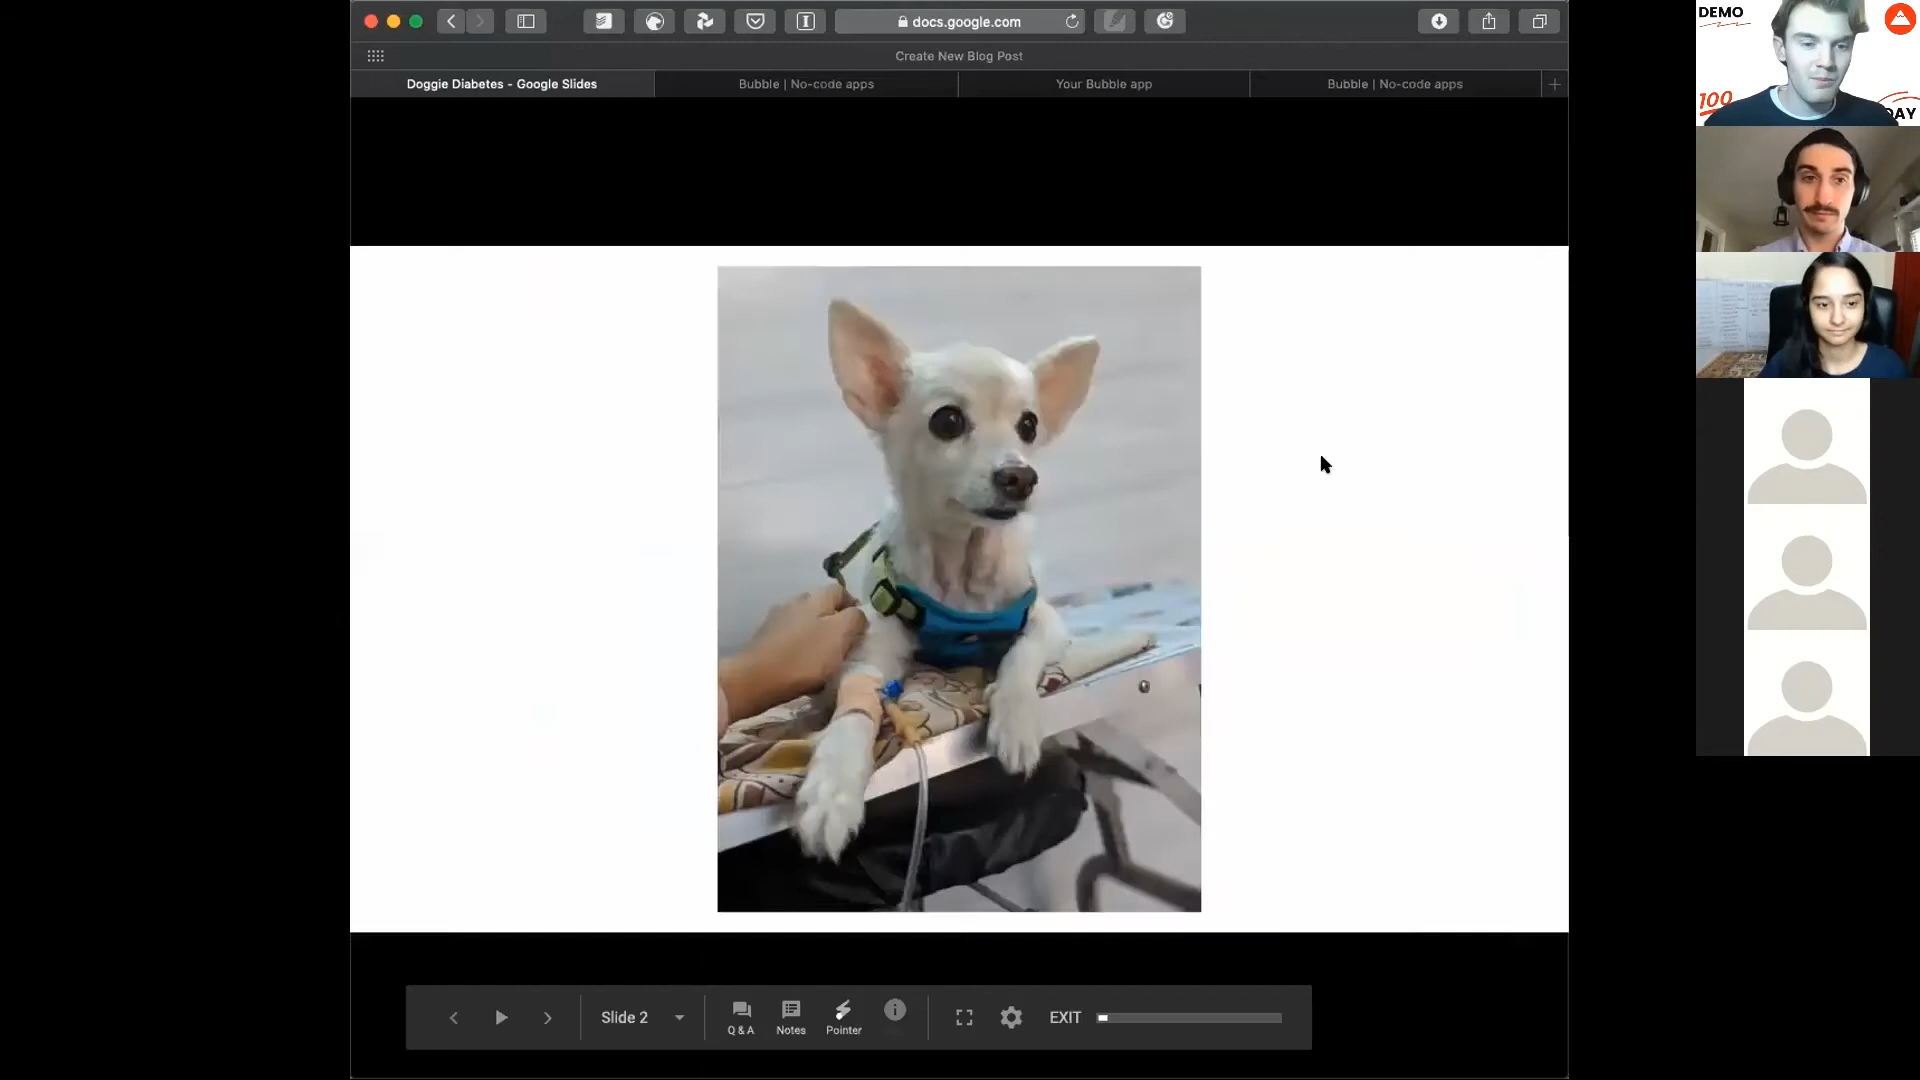 docs.google.com
Create New Blog Post
Doggie Diabetes - Google Slides
Bubble | No-code apps
Your Bubble app
Bubble | No-code apps
DEMO
100
DAY
Slide 2
Q & A
Notes
Pointer
EXIT